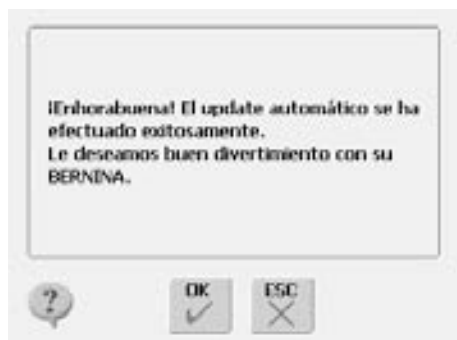 ¡Enhorabuena! El update automático se ha
efectuado exitosamente.
Le deseamos buen divertimiento con su
BERNINA.
?
OK
ESC